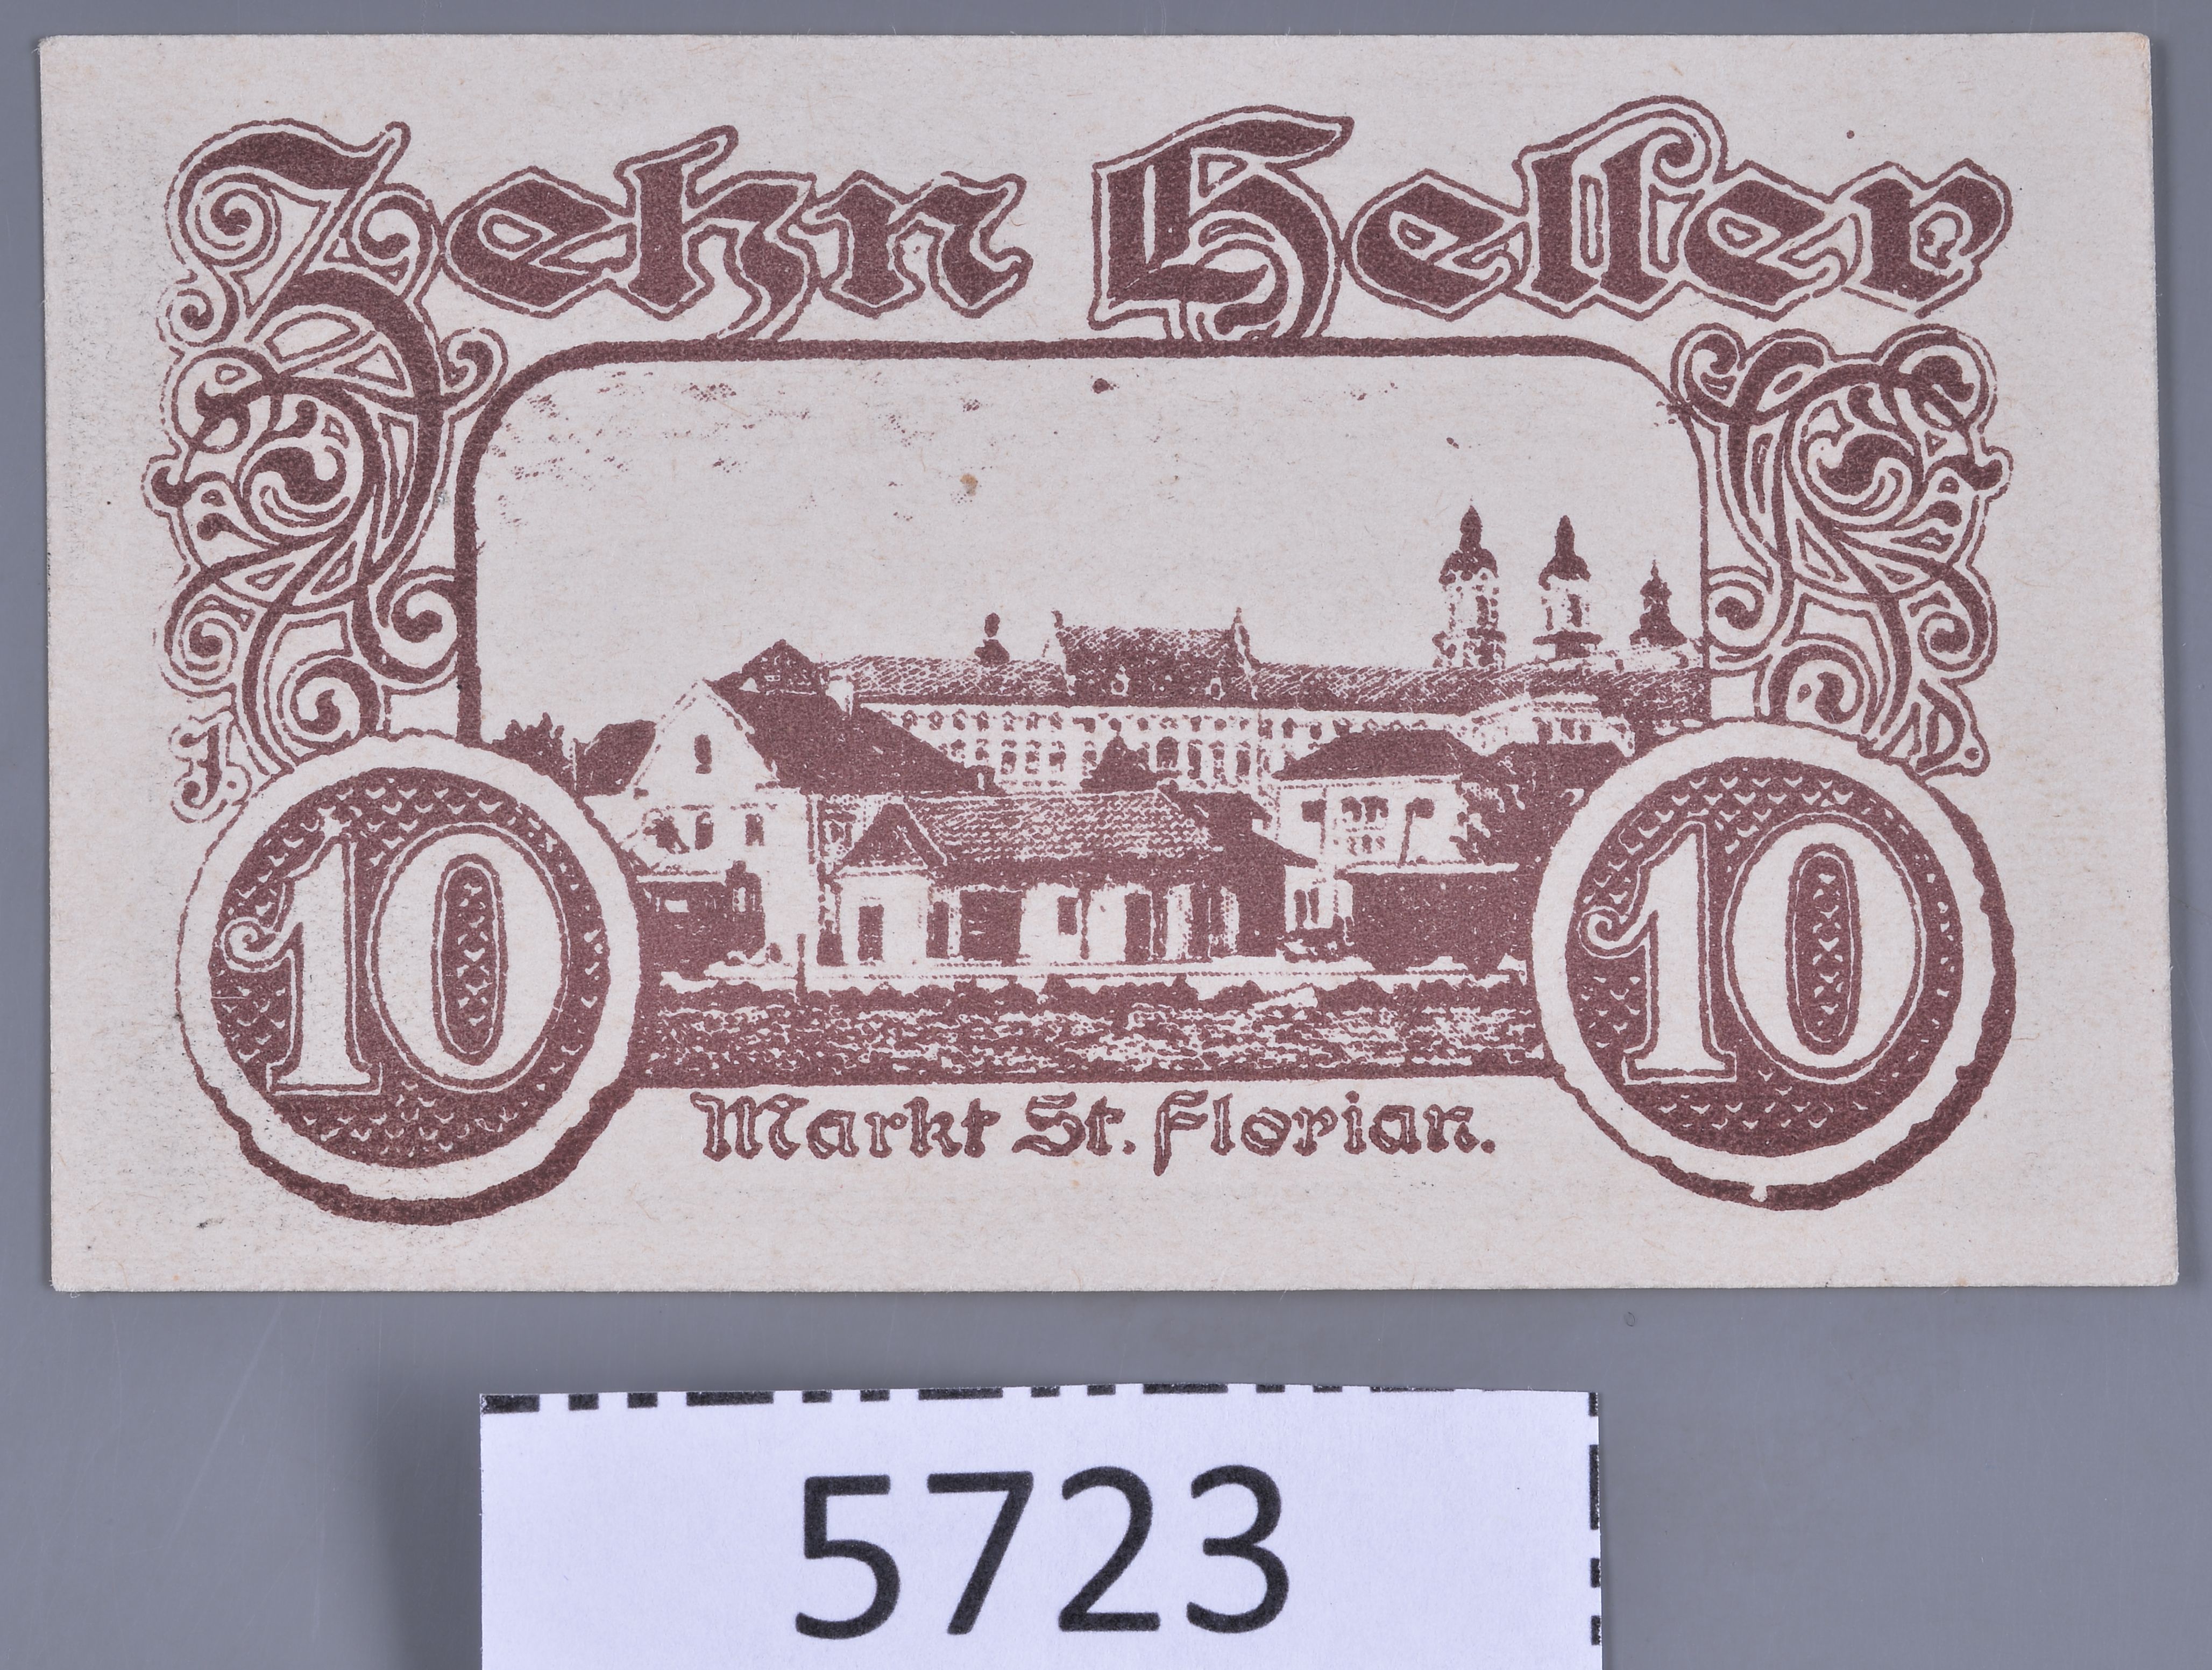 Zehn Heller
J. D.
10 10
Markt St. Florian.
5723